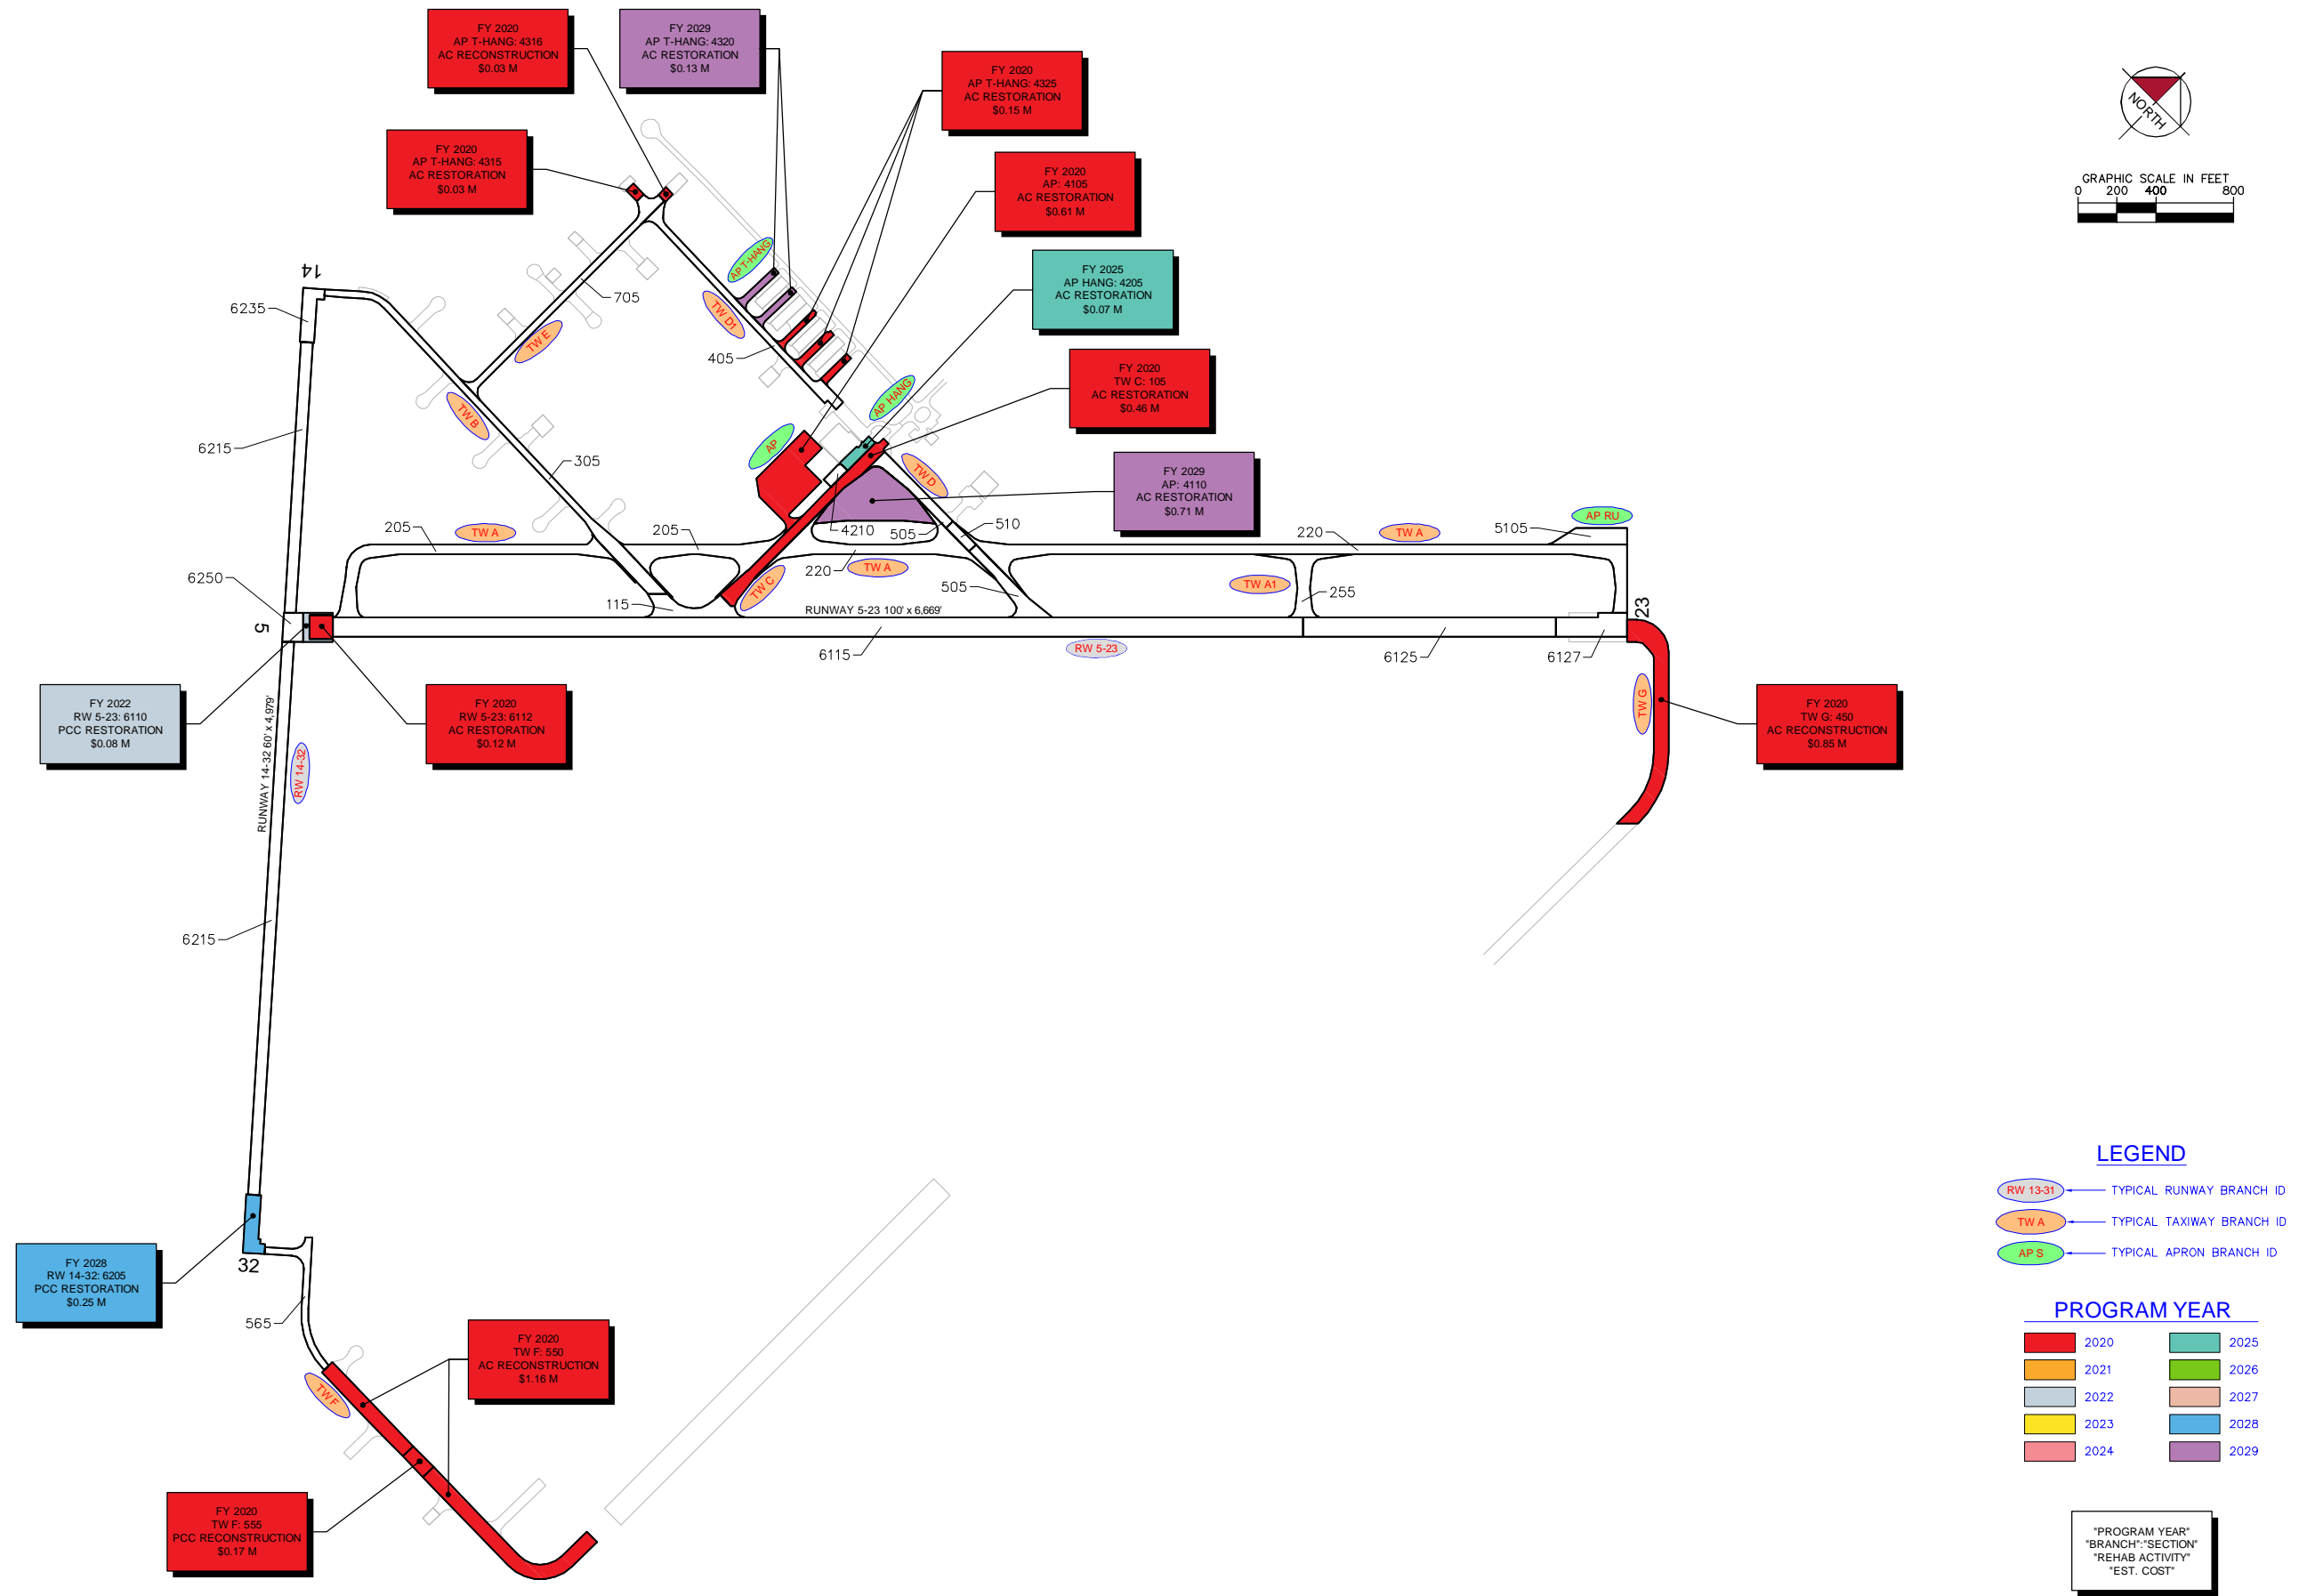 FY 2020
AP T-HANG: 4316
AC RECONSTRUCTION
$0.03 M
FY 2029
AP T-HANG: 4320
AC RESTORATION
$0.13 M
FY 2020
AP T-HANG: 4325
AC RESTORATION
$0.15 M
FY 2020
AP T-HANG: 4315
AC RESTORATION
$0.03 M
FY 2020
AP: 4105
AC RESTORATION
$0.61 M
FY 2025
AP HANG: 4205
AC RESTORATION
$0.07 M
FY 2020
TW C: 105
AC RESTORATION
$0.46 M
FY 2029
AP: 4110
AC RESTORATION
$0.71 M
NORTH
GRAPHIC SCALE IN FEET
0 200 400 800
14
6235
705
AP T-HANG
TW D1
TW E
405
AP HANG
TW B
6215
AP
305
TW D
205
TW A
205
4210
505
510
220
TW A
5105
AP RU
6250
115
TW C
220
TW A
505
TW A1
255
RUNWAY 5-23 100' x 6,669'
23
5
6115
RW 5-23
6125
6127
FY 2022
RW 5-23: 6110
PCC RESTORATION
$0.08 M
FY 2020
RW 5-23: 6112
AC RESTORATION
$0.12 M
TW G
FY 2020
TW G: 450
AC RECONSTRUCTION
$0.85 M
RUNWAY 14-32 60' x 4,979'
RW 14-32
6215
32
FY 2028
RW 14-32: 6205
PCC RESTORATION
$0.25 M
565
TW F
FY 2020
TW F: 550
AC RECONSTRUCTION
$1.16 M
FY 2020
TW F: 555
PCC RECONSTRUCTION
$0.17 M
LEGEND
RW 13-31 TYPICAL RUNWAY BRANCH ID
TW A TYPICAL TAXIWAY BRANCH ID
AP S TYPICAL APRON BRANCH ID
PROGRAM YEAR
2020 2025
2021 2026
2022 2027
2023 2028
2024 2029
"PROGRAM YEAR"
"BRANCH":"SECTION"
"REHAB ACTIVITY"
"EST. COST"